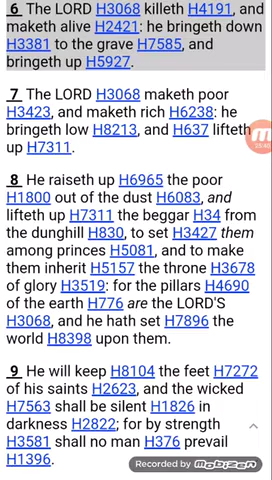 6 The LORD H3068 killeth H4191, and
maketh alive H2421: he bringeth down
H3381 to the grave H7585, and
bringeth up H5927.
7 The LORD H3068 maketh poor
H3423, and maketh rich H6238: he
bringeth low H8213, and H637 lifteth
up H7311.
8 He raiseth up H6965 the poor
H1800 out of the dust H6083, and
lifteth up H7311 the beggar H34 from
the dunghill H830, to set H3427 them
among princes H5081, and to make
them inherit H5157 the throne H3678
of glory H3519: for the pillars H4690
of the earth H776 are the LORD'S
H3068, and he hath set H7896 the
world H8398 upon them.
9 He will keep H8104 the feet H7272
of his saints H2623, and the wicked
H7563 shall be silent H1826 in
darkness H2822; for by strength
H3581 shall no man H376 prevail
H1396.
Recorded by mobizen